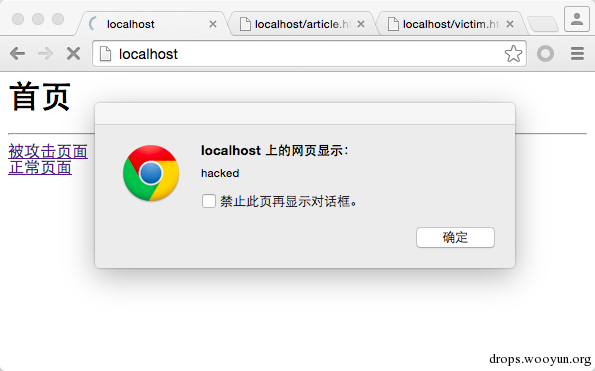 localhost
localhost/article.h
localhost/victim.h
localhost
首页
被攻击页面
正常页面
localhost 上的网页显示：
hacked
禁止此页再显示对话框。
确定
drops.wooyun.org